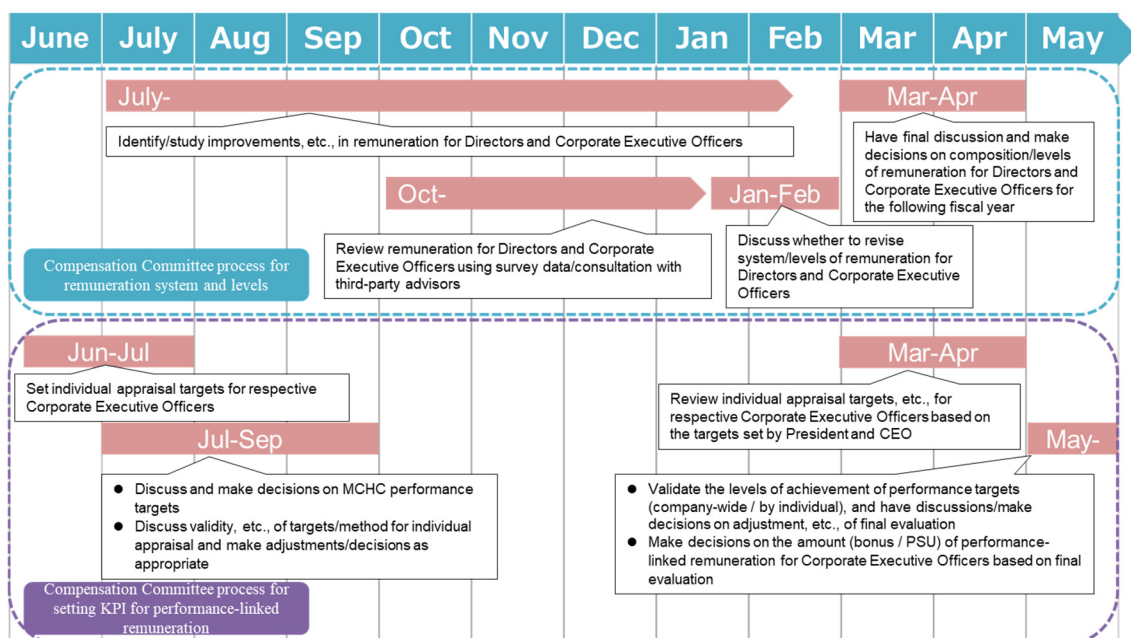 June July Aug Sep Oct Nov Dec Jan Feb Mar Apr May
July-
Mar-Apr
Identify/study improvements, etc., in remuneration for Directors and Corporate Executive Officers
Have final discussion and make
decisions on composition/levels
of remuneration for Directors and
Corporate Executive Officers for
the following fiscal year
Oct-
Jan-Feb
Review remuneration for Directors and Corporate
Executive Officers using survey data/consultation with
third-party advisors
Discuss whether to revise
system/levels of remuneration for
Directors and Corporate Executive
Officers
Compensation Committee process for
remuneration system and levels
Jun-Jul
Mar-Apr
Set individual appraisal targets for respective
Corporate Executive Officers
Review individual appraisal targets, etc., for
respective Corporate Executive Officers based on
the targets set by President and CEO
Jul-Sep
May-
● Discuss and make decisions on MCHC performance
targets
● Discuss validity, etc., of targets/method for individual
appraisal and make adjustments/decisions as
appropriate
● Validate the levels of achievement of performance targets
(company-wide / by individual), and have discussions/make
decisions on adjustment, etc., of final evaluation
● Make decisions on the amount (bonus / PSU) of performance-
linked remuneration for Corporate Executive Officers based on final
evaluation
Compensation Committee process for
setting KPI for performance-linked
remuneration